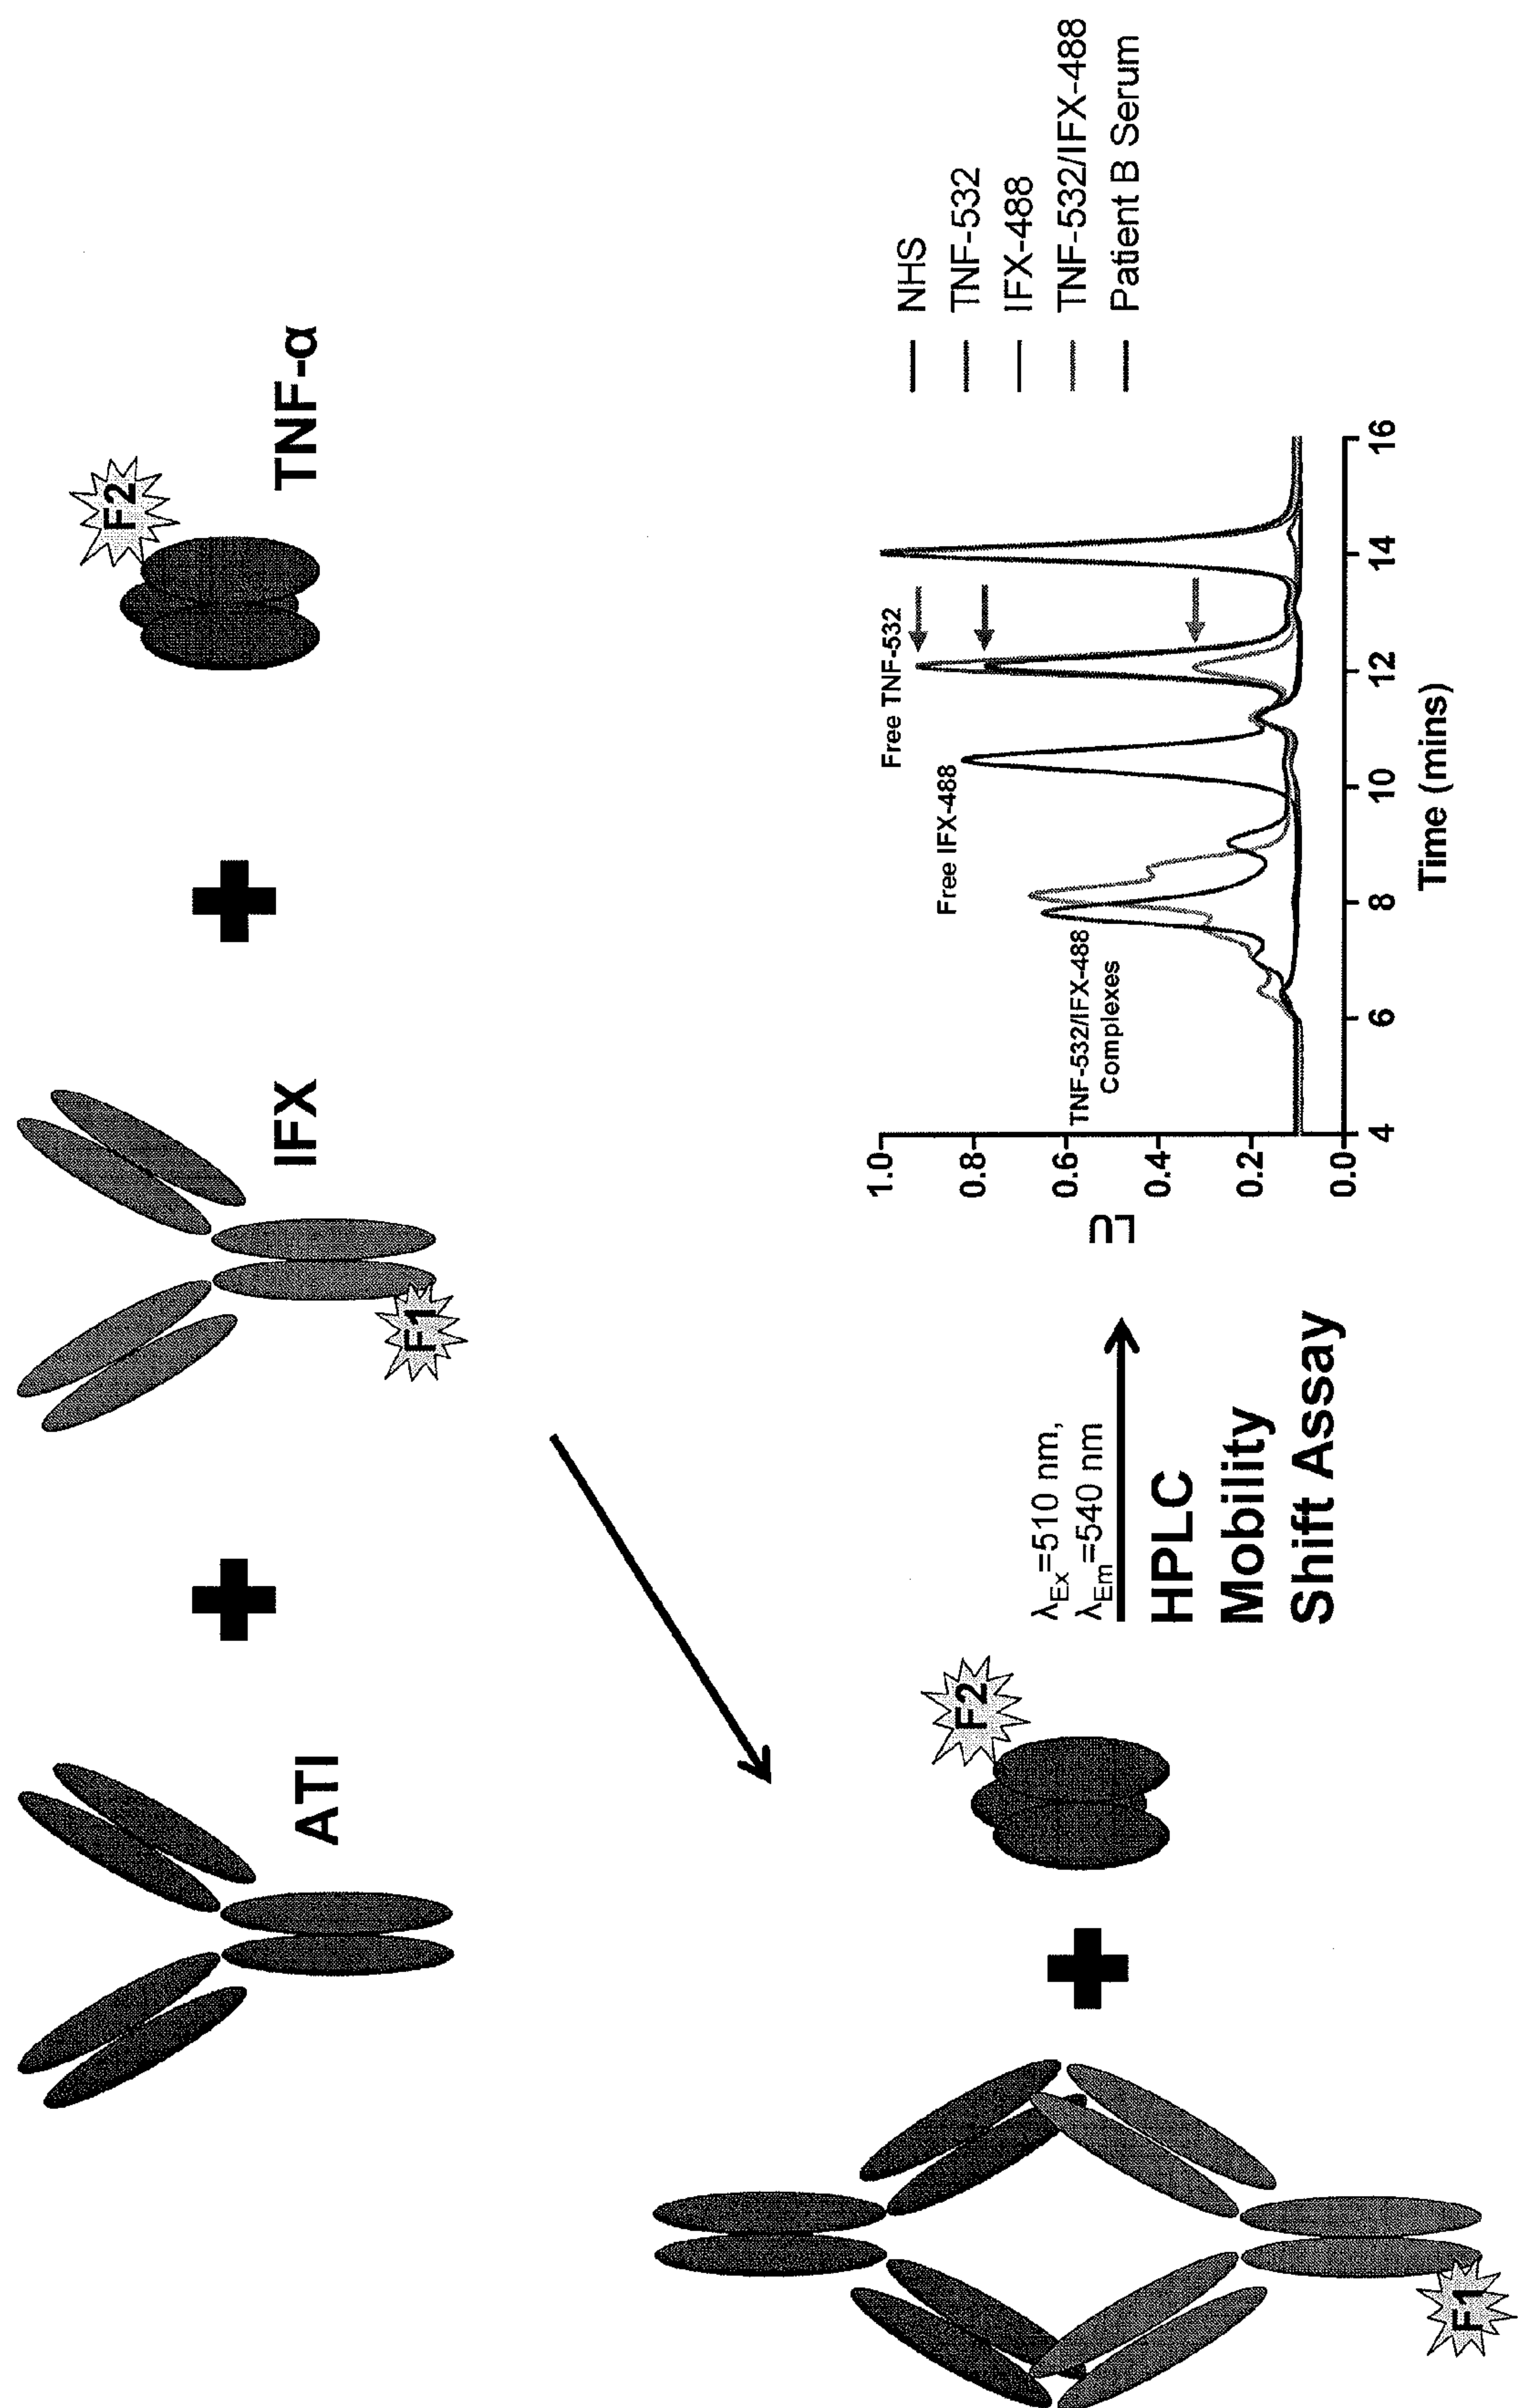 ATI
IFX
TNF-α
F1
F2
F1
F2
λEx=510 nm,
λEm=540 nm
HPLC
Mobility
Shift Assay
LU
1.0
0.8
0.6
0.4
0.2
0.0
4
6
8
10
12
14
16
Time (mins)
TNF-532/IFX-488
Complexes
Free IFX-488
Free TNF-532
NHS
TNF-532
IFX-488
TNF-532/IFX-488
Patient B Serum